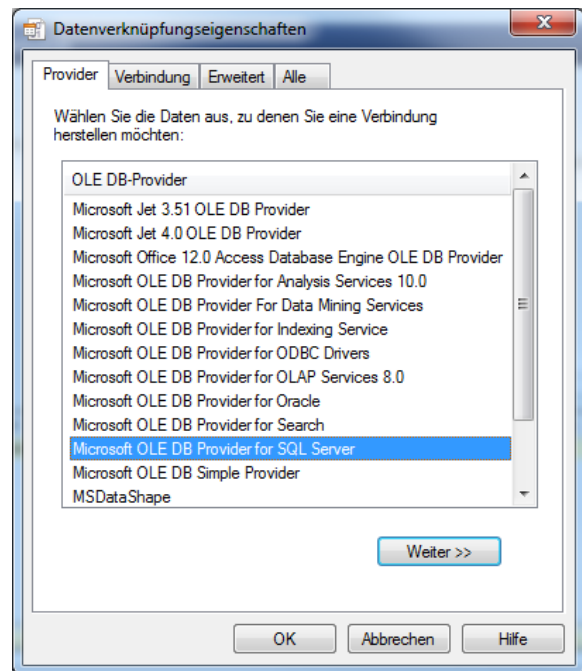 Datenverknüpfungseigenschaften
Provider Verbindung Erweitert Alle
Wählen Sie die Daten aus, zu denen Sie eine Verbindung
herstellen möchten:
OLE DB-Provider
Microsoft Jet 3.51 OLE DB Provider
Microsoft Jet 4.0 OLE DB Provider
Microsoft Office 12.0 Access Database Engine OLE DB Provider
Microsoft OLE DB Provider for Analysis Services 10.0
Microsoft OLE DB Provider For Data Mining Services
Microsoft OLE DB Provider for Indexing Service
Microsoft OLE DB Provider for ODBC Drivers
Microsoft OLE DB Provider for OLAP Services 8.0
Microsoft OLE DB Provider for Oracle
Microsoft OLE DB Provider for Search
Microsoft OLE DB Provider for SQL Server
Microsoft OLE DB Simple Provider
MSDataShape
Weiter >>
OK Abbrechen Hilfe